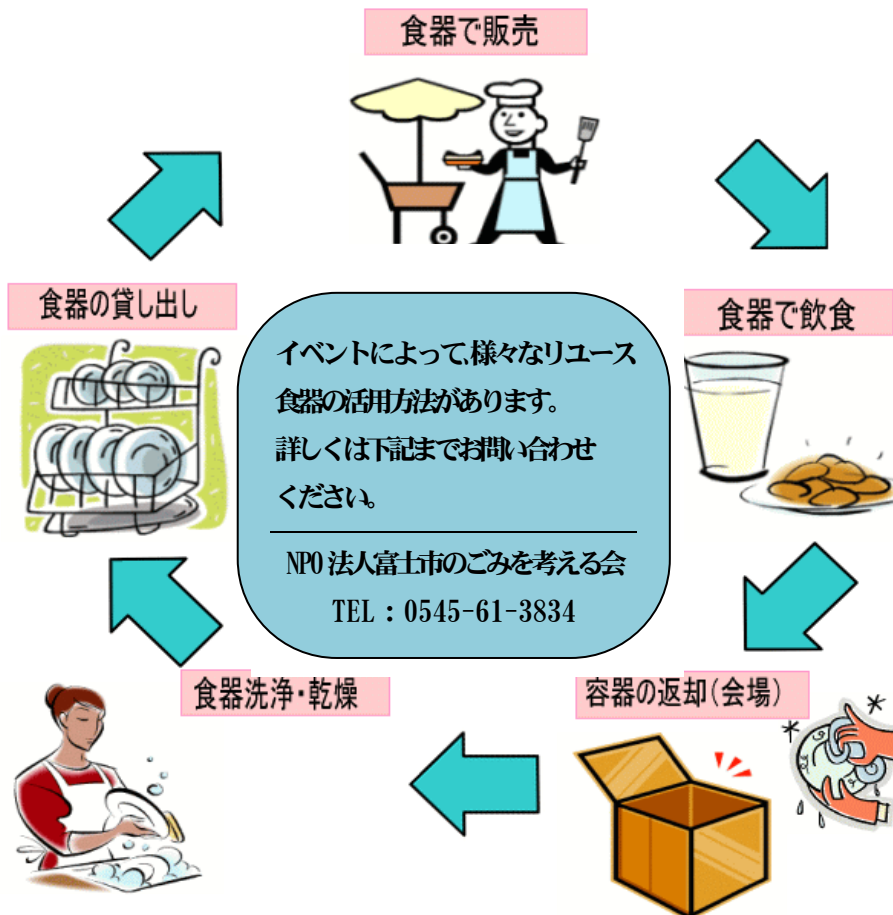 食器で販売
食器の貸し出し
食器で飲食
イベントによって、様々なリユース
食器の活用方法があります。
詳しくは下記までお問い合わせ
ください。
NPO法人富士市のごみを考える会
TEL：0545-61-3834
食器洗浄・乾燥
容器の返却(会場)